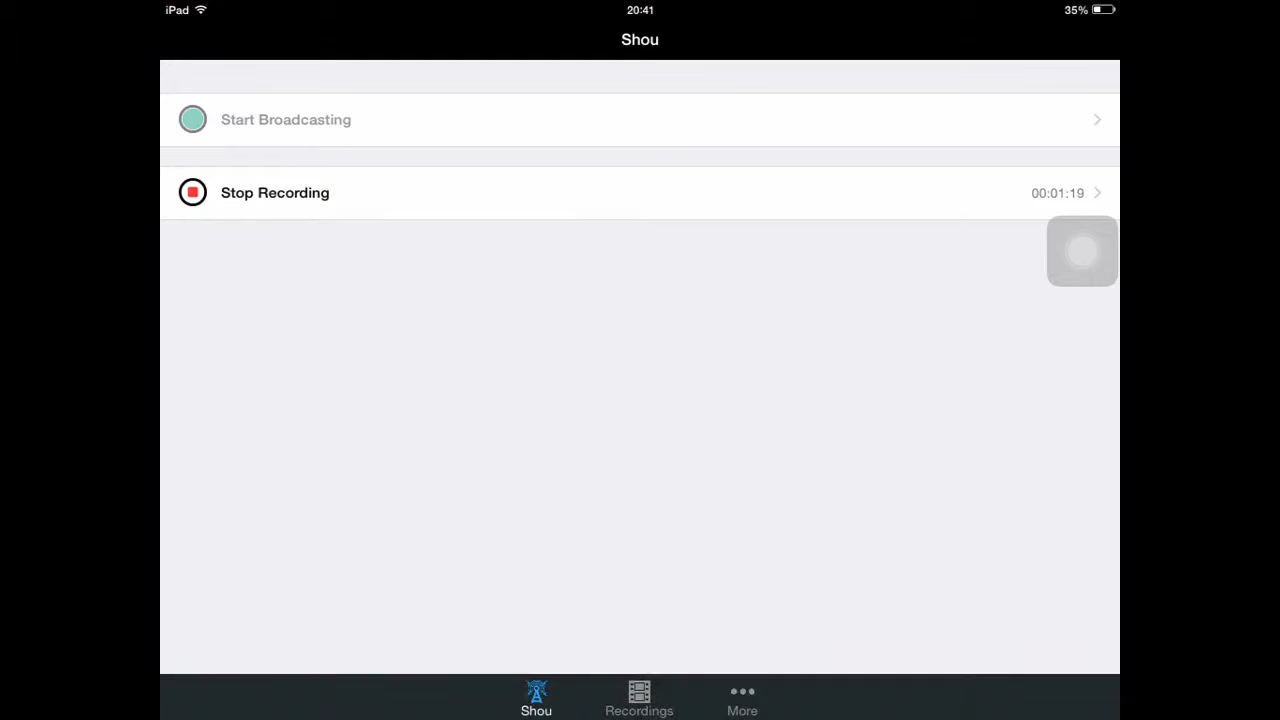 iPad 20:41 35%
Shou
Start Broadcasting
Stop Recording 00:01:19
Shou Recordings More